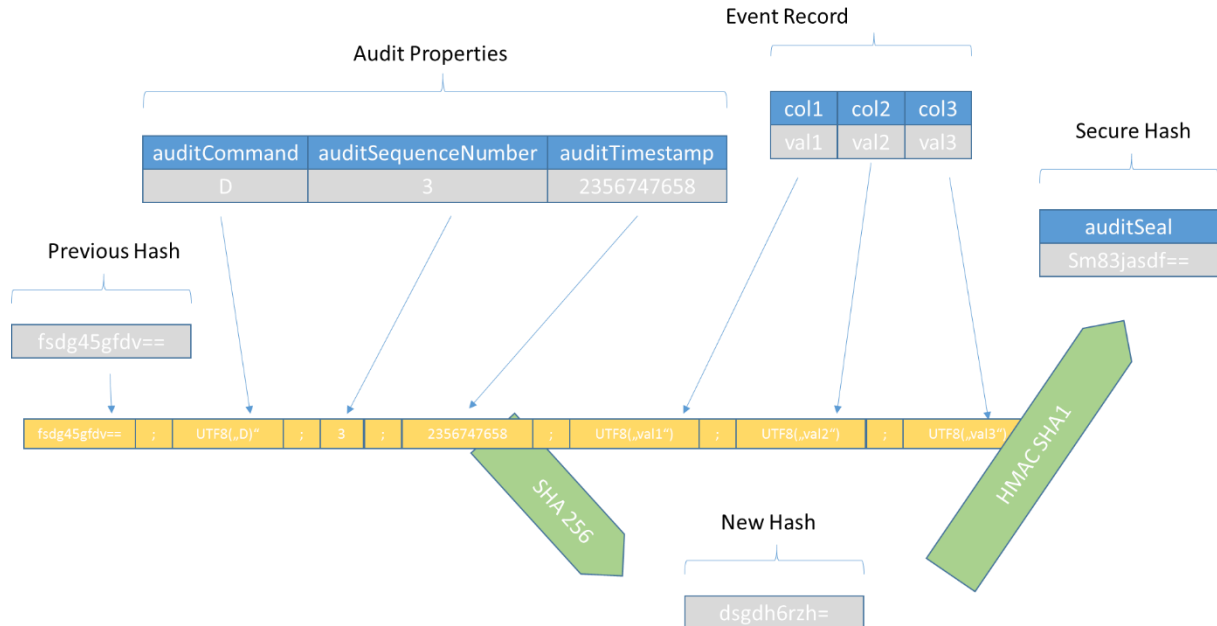 Event Record
Audit Properties
col1 col2 col3
val1 val2 val3
Secure Hash
auditCommand auditSequenceNumber auditTimestamp
D 3 2356747658
auditSeal
Sm83jasdf==
Previous Hash
fsdg45gfdv==
fsdg45gfdv== ; UTF8(„D)“ ; 3 ; 2356747658 ; UTF8(„val1“) ; UTF8(„val2“) ; UTF8(„val3“)
SHA 256
HMAC SHA1
New Hash
dsgdh6rzh=